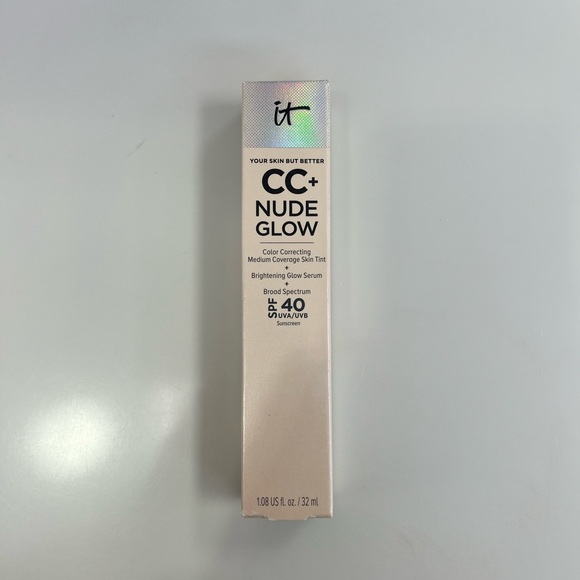 it
YOUR SKIN BUT BETTER
CC+
NUDE
GLOW
Color Correcting
Medium Coverage Skin Tint
+
Brightening Glow Serum
+
Broad Spectrum
SPF 40
UVA/UVB
Sunscreen
1.08 US fl. oz. / 32 ml